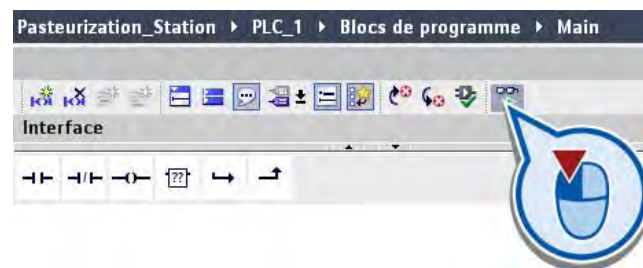 Pasteurization_Station ▸ PLC_1 ▸ Blocs de programme ▸ Main
Interface
??